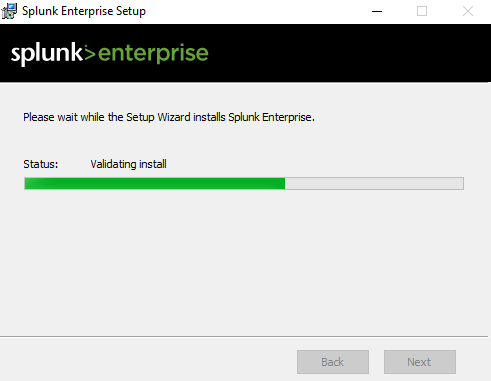 Splunk Enterprise Setup
splunk>enterprise
Please wait while the Setup Wizard installs Splunk Enterprise.
Status: Validating install
Back Next